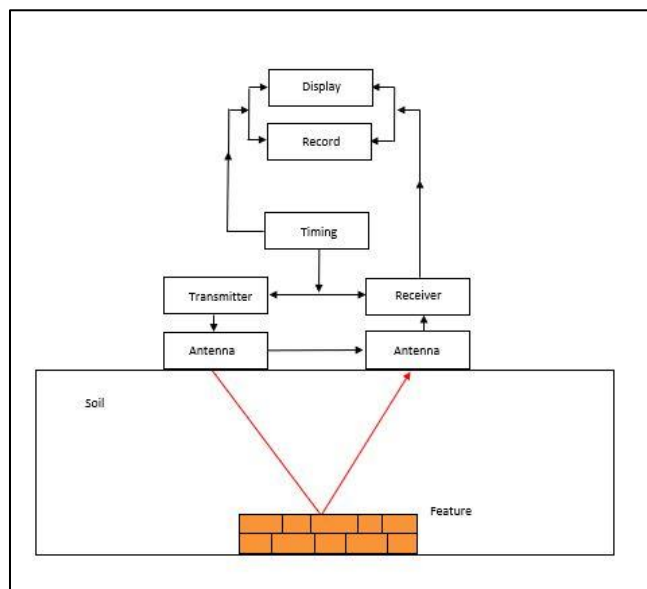 Display
Record
Timing
Transmitter
Receiver
Antenna
Antenna
Soil
Feature